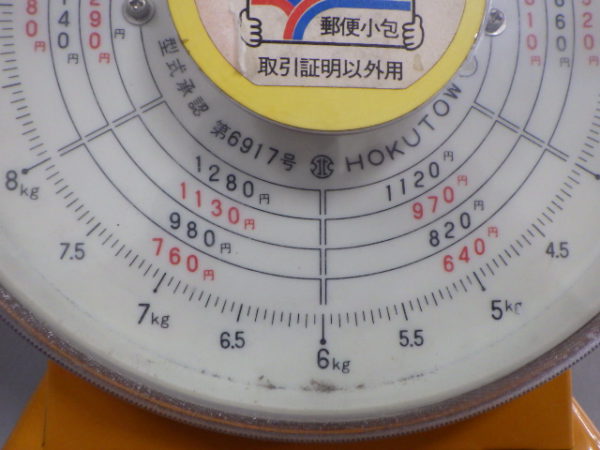 郵便小包
取引証明以外用
型式承認 第6917号 HOKUTOW
1280円 1120円
1130円 970円
980円 820円
760円 640円
8kg
7.5
7kg
6.5
6kg
5.5
5kg
4.5